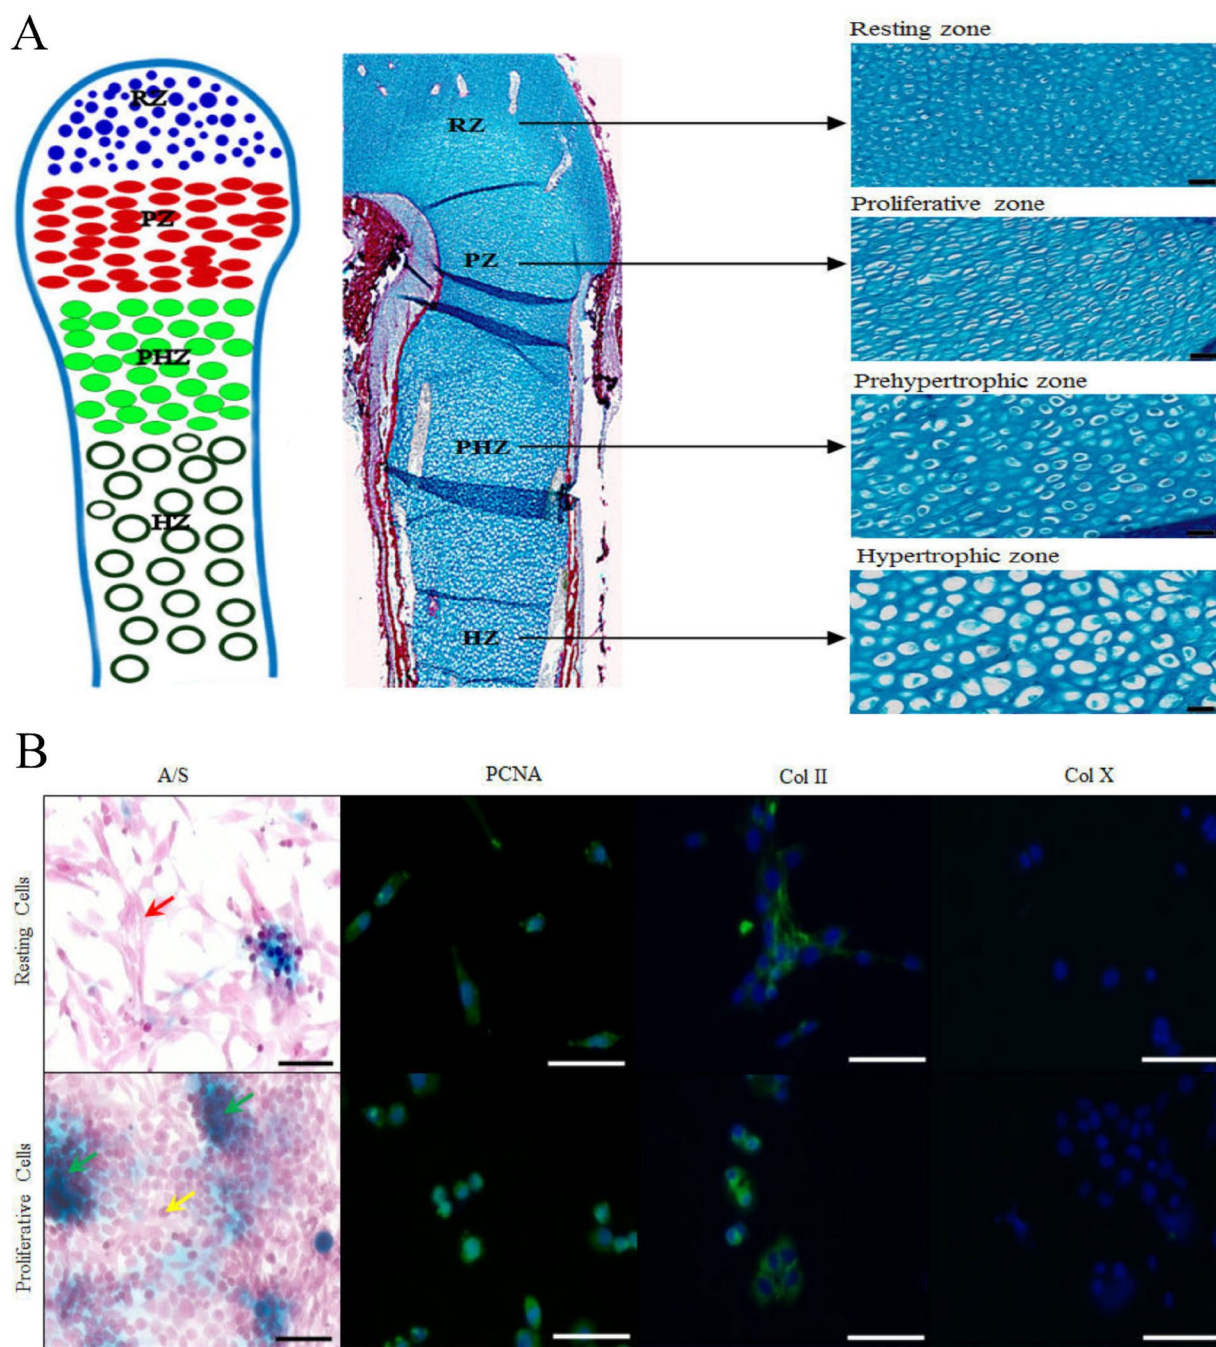 A
RZ
PZ
PHZ
HZ
RZ
PZ
PHZ
HZ
Resting zone
Proliferative zone
Prehypertrophic zone
Hypertrophic zone
B
A/S
PCNA
Col II
Col X
Resting Cells
Proliferative Cells